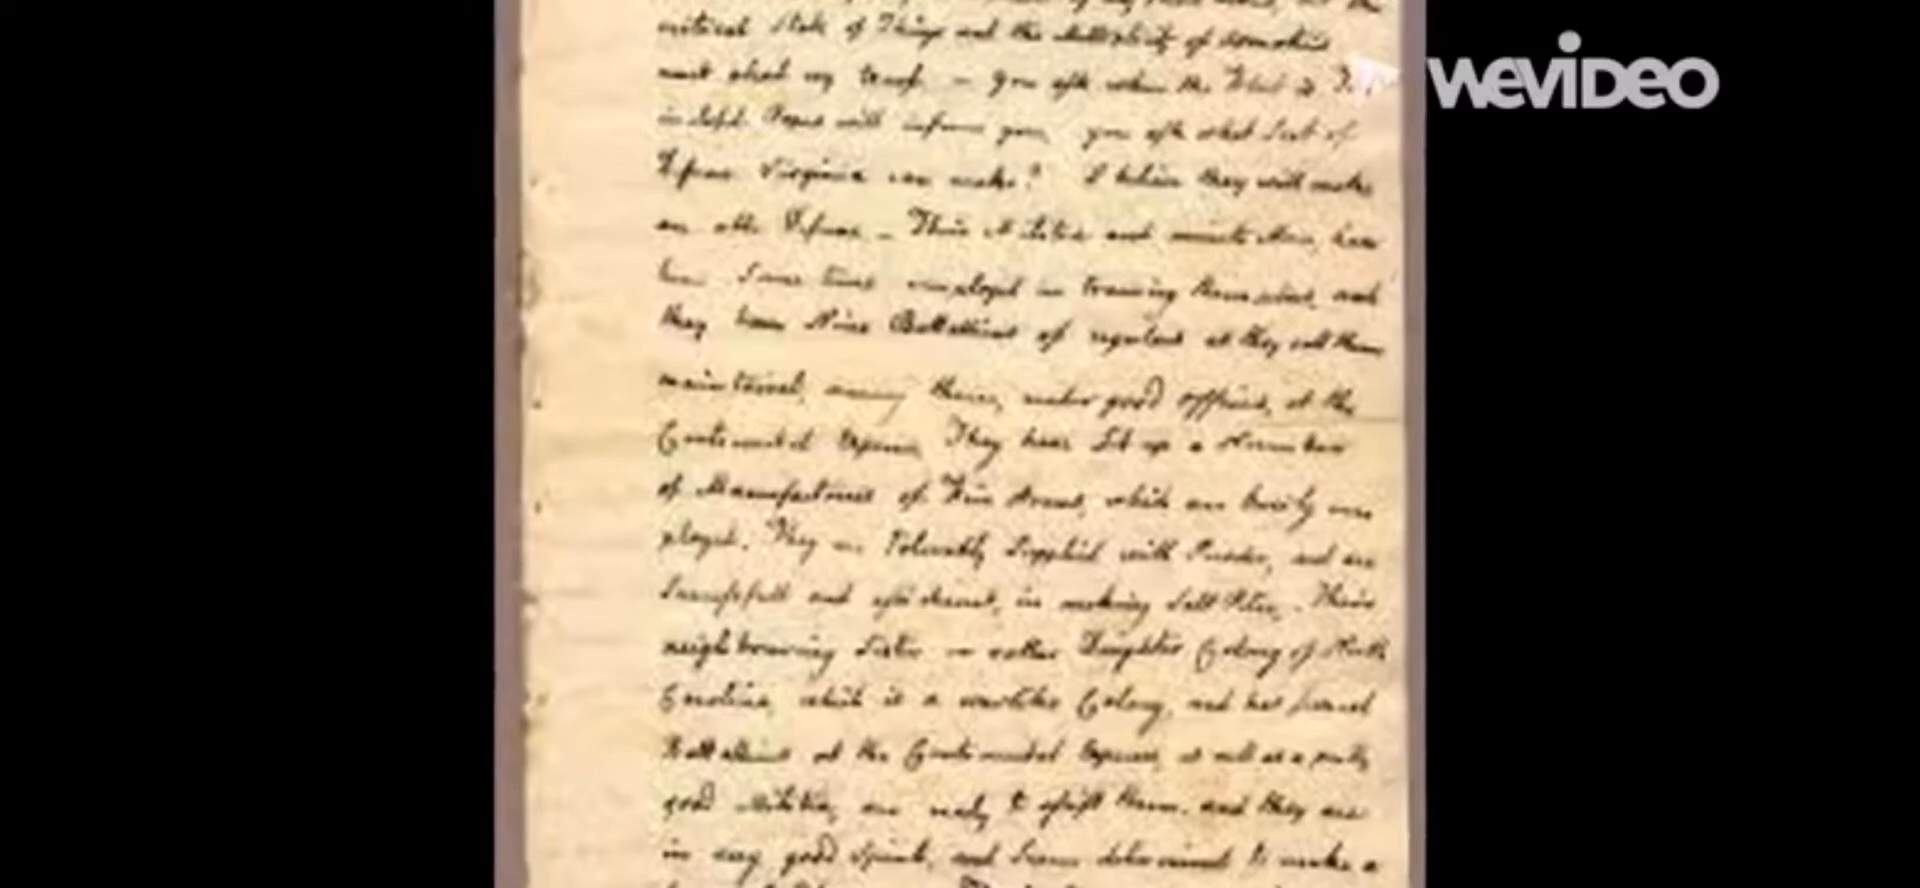 critical State of Things and the Multiplicity of Avocations
must plead my Excuse — You ask where the Fleet is. The
inclosed Papers will inform you. you ask what Sort of
Defence Virginia can make? I believe they will make
an able Defence. — Their Militia and minute Men, have
been Some time employed in training themselves, and
they have Nine Battallions of regulars as they call them
maintained, among them, under good officers, at the
Continental Expence. They have Set up a Number
of Manufactories of Fire Arms, which are busily em
ployed. They are tolerably Supplied with Powder, and are
Successfull and assiduous, in making Salt Petre. Their
neighbouring Sister or rather Daughter Colony of North
Carolina, which is a warlike Colony, and has several
Battallions at the Continental Expence, as well as a pretty
good Militia, are ready to assist them. and they are
in very good Spirits, and Seem determined to make a
WEVIDEO